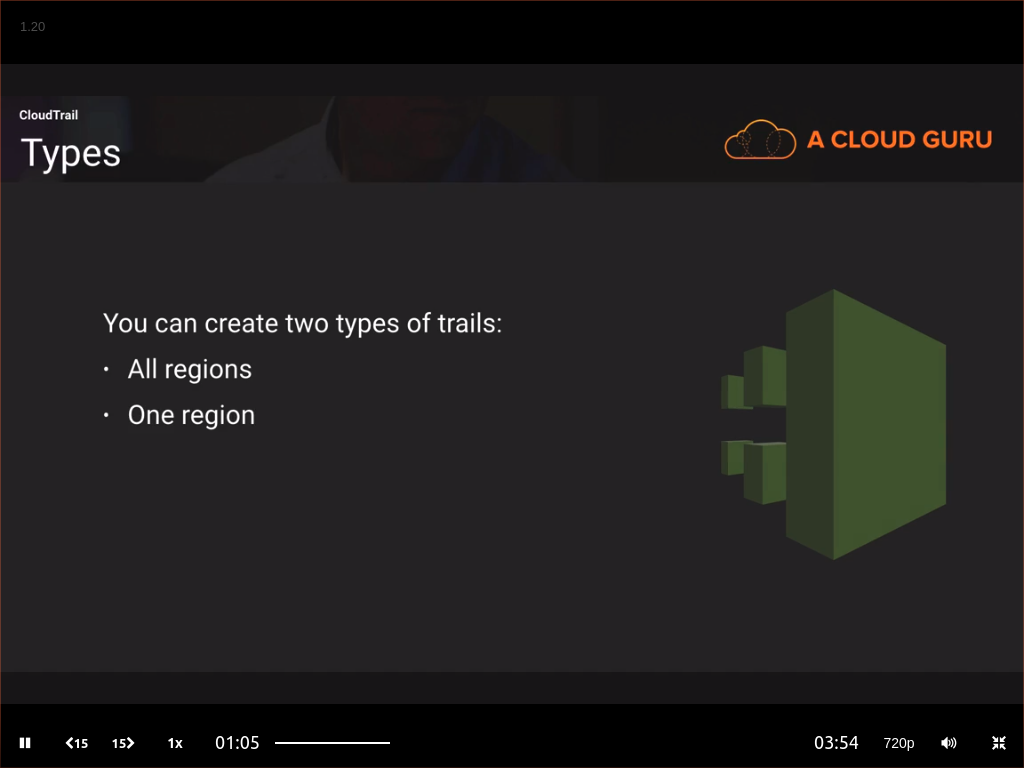 1.20
CloudTrail
Types
A CLOUD GURU
You can create two types of trails:
• All regions
• One region
15 15 1x 01:05 03:54 720p